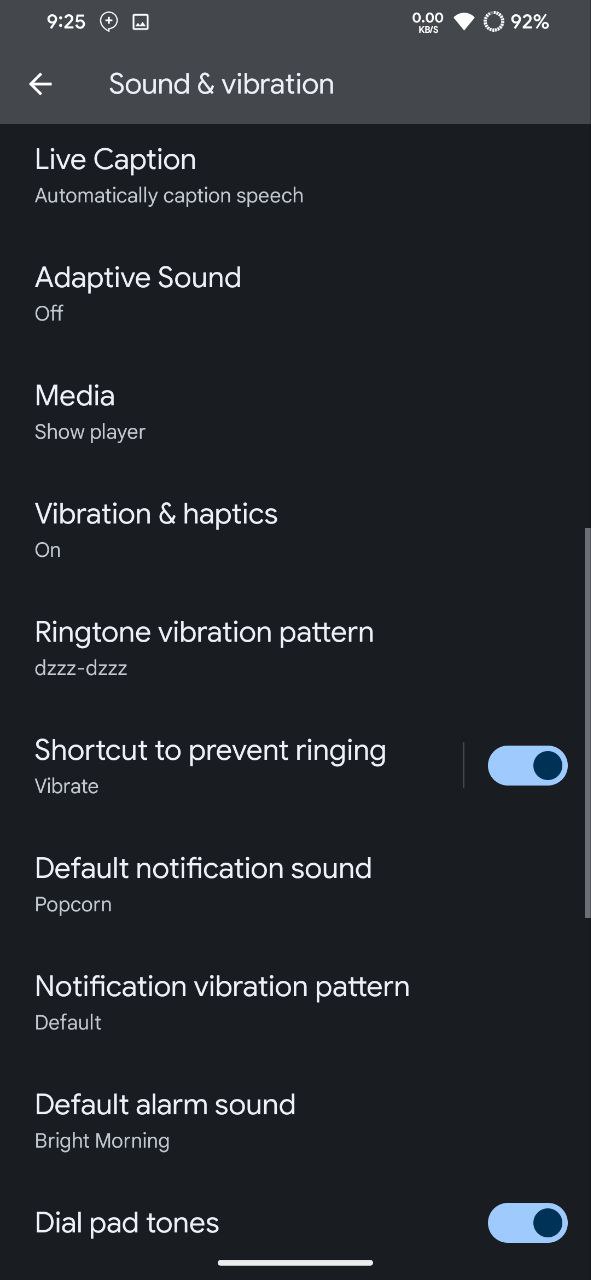 9:25
0.00
KB/S
92%
Sound & vibration
Live Caption
Automatically caption speech
Adaptive Sound
Off
Media
Show player
Vibration & haptics
On
Ringtone vibration pattern
dzzz-dzzz
Shortcut to prevent ringing
Vibrate
Default notification sound
Popcorn
Notification vibration pattern
Default
Default alarm sound
Bright Morning
Dial pad tones